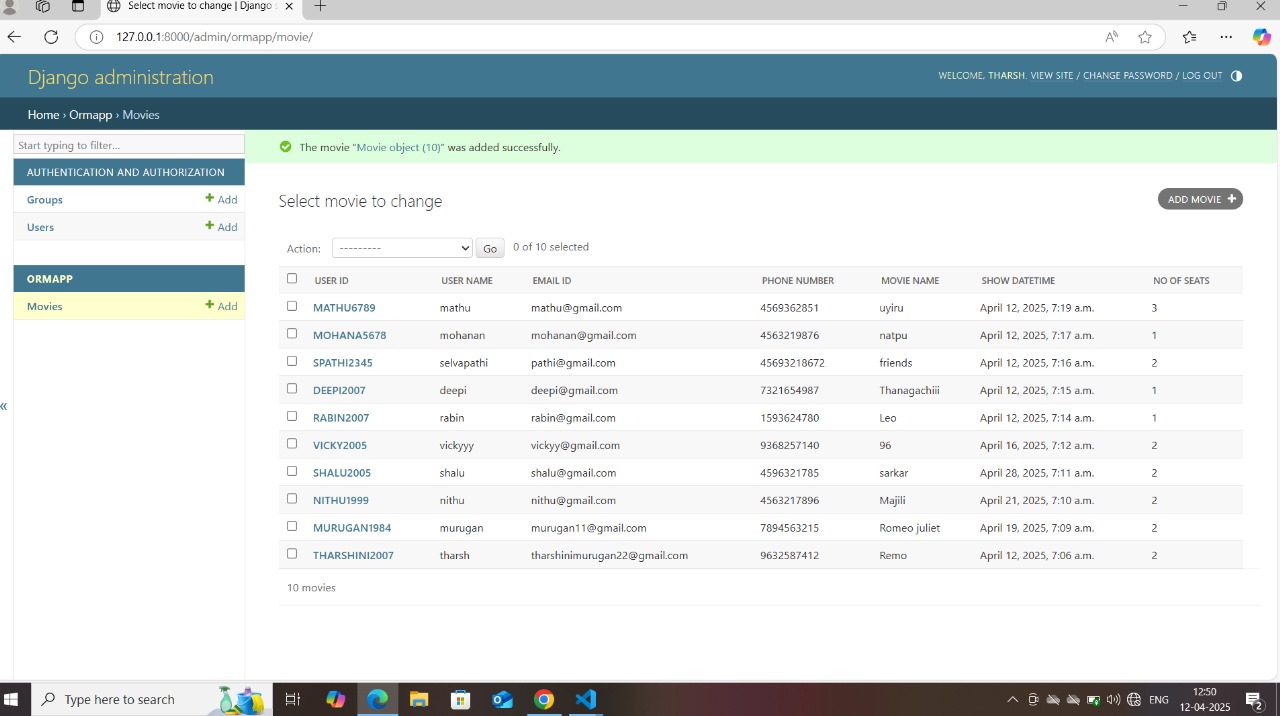 Select movie to change | Django s
127.0.0.1:8000/admin/ormapp/movie/
Django administration
WELCOME, THARSH. VIEW SITE / CHANGE PASSWORD / LOG OUT
Home › Ormapp › Movies
Start typing to filter...
AUTHENTICATION AND AUTHORIZATION
Groups + Add
Users + Add
ORMAPP
Movies + Add
«
The movie “Movie object (10)” was added successfully.
Select movie to change
ADD MOVIE +
Action: --------- Go 0 of 10 selected
USER ID USER NAME EMAIL ID PHONE NUMBER MOVIE NAME SHOW DATETIME NO OF SEATS
MATHU6789 mathu mathu@gmail.com 4569362851 uyiru April 12, 2025, 7:19 a.m. 3
MOHANA5678 mohanan mohanan@gmail.com 4563219876 natpu April 12, 2025, 7:17 a.m. 1
SPATHI2345 selvapathi pathi@gmail.com 45693218672 friends April 12, 2025, 7:16 a.m. 2
DEEPI2007 deepi deepi@gmail.com 7321654987 Thanagachiii April 12, 2025, 7:15 a.m. 1
RABIN2007 rabin rabin@gmail.com 1593624780 Leo April 12, 2025, 7:14 a.m. 1
VICKY2005 vickyyy vickyy@gmail.com 9368257140 96 April 16, 2025, 7:12 a.m. 2
SHALU2005 shalu shalu@gmail.com 4596321785 sarkar April 28, 2025, 7:11 a.m. 2
NITHU1999 nithu nithu@gmail.com 4563217896 Majili April 21, 2025, 7:10 a.m. 2
MURUGAN1984 murugan murugan11@gmail.com 7894563215 Romeo juliet April 19, 2025, 7:09 a.m. 2
THARSHINI2007 tharsh tharshinimurugan22@gmail.com 9632587412 Remo April 12, 2025, 7:06 a.m. 2
10 movies
Type here to search
ENG
12:50
12-04-2025
2